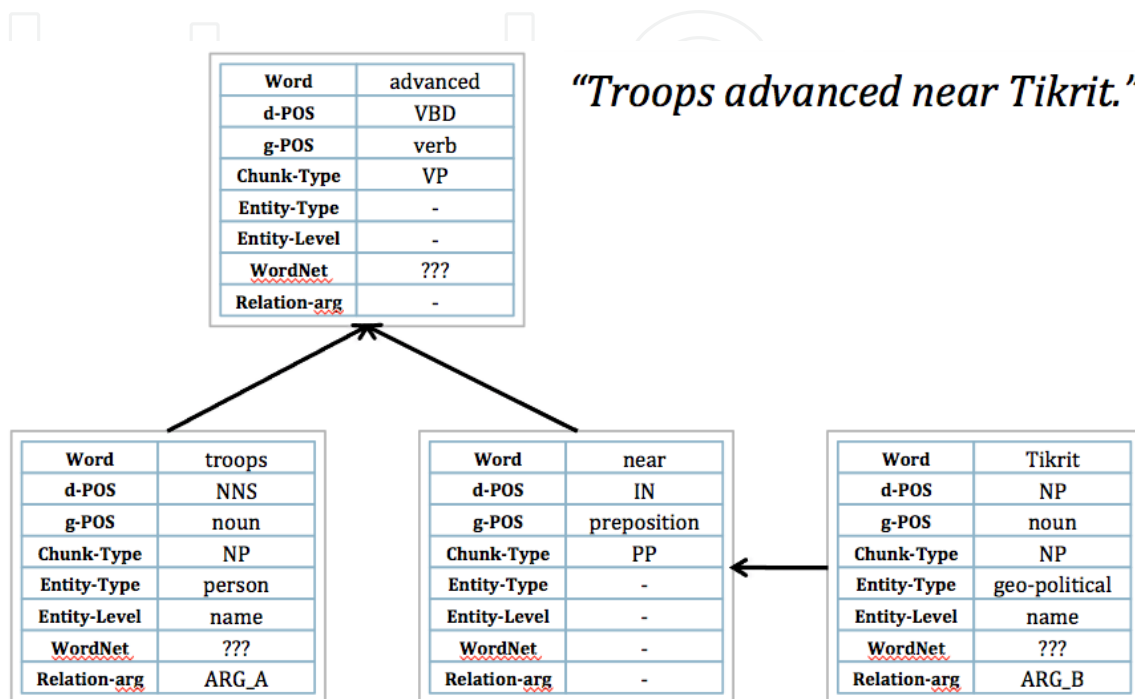 “Troops advanced near Tikrit.”
Word advanced
d-POS VBD
g-POS verb
Chunk-Type VP
Entity-Type -
Entity-Level -
WordNet ???
Relation-arg -
Word troops
d-POS NNS
g-POS noun
Chunk-Type NP
Entity-Type person
Entity-Level name
WordNet ???
Relation-arg ARG_A
Word near
d-POS IN
g-POS preposition
Chunk-Type PP
Entity-Type -
Entity-Level -
WordNet -
Relation-arg -
Word Tikrit
d-POS NP
g-POS noun
Chunk-Type NP
Entity-Type geo-political
Entity-Level name
WordNet ???
Relation-arg ARG_B